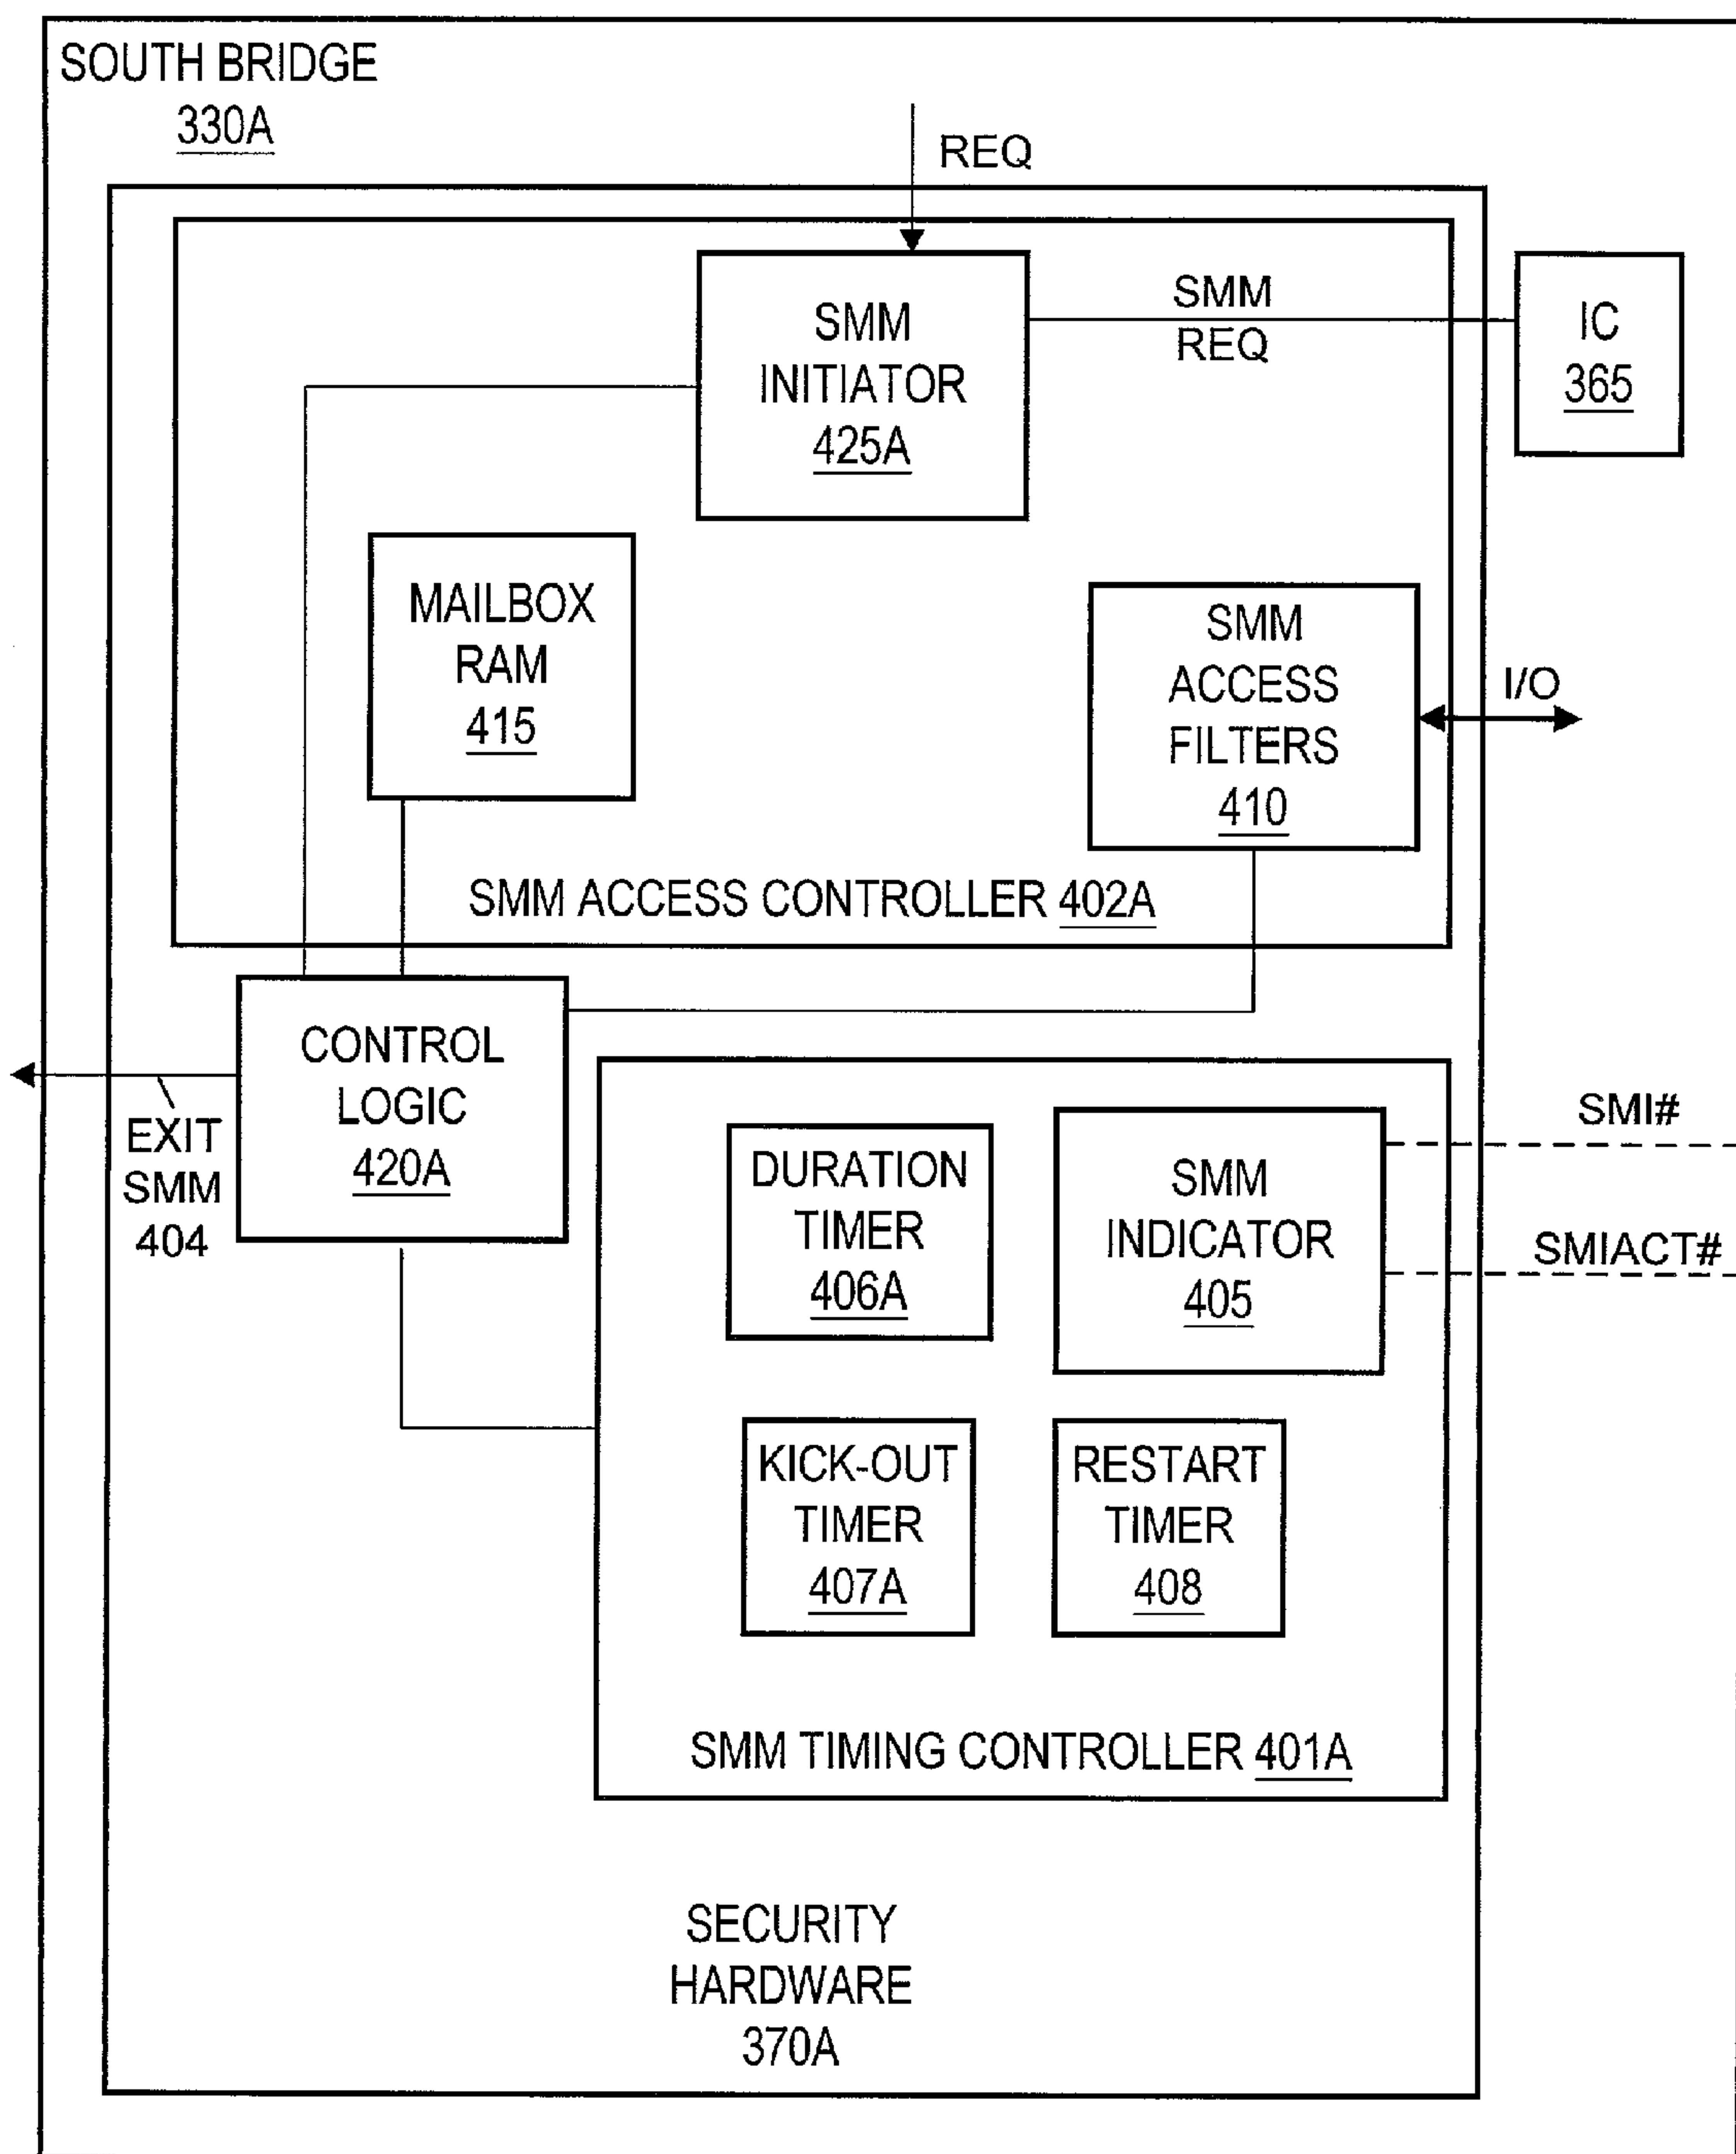 SOUTH BRIDGE
330A
REQ
SMM
INITIATOR
425A
SMM
REQ
IC
365
MAILBOX
RAM
415
SMM
ACCESS
FILTERS
410
I/O
SMM ACCESS CONTROLLER 402A
CONTROL
LOGIC
420A
EXIT
SMM
404
DURATION
TIMER
406A
SMM
INDICATOR
405
SMI#
SMIACT#
KICK-OUT
TIMER
407A
RESTART
TIMER
408
SMM TIMING CONTROLLER 401A
SECURITY
HARDWARE
370A